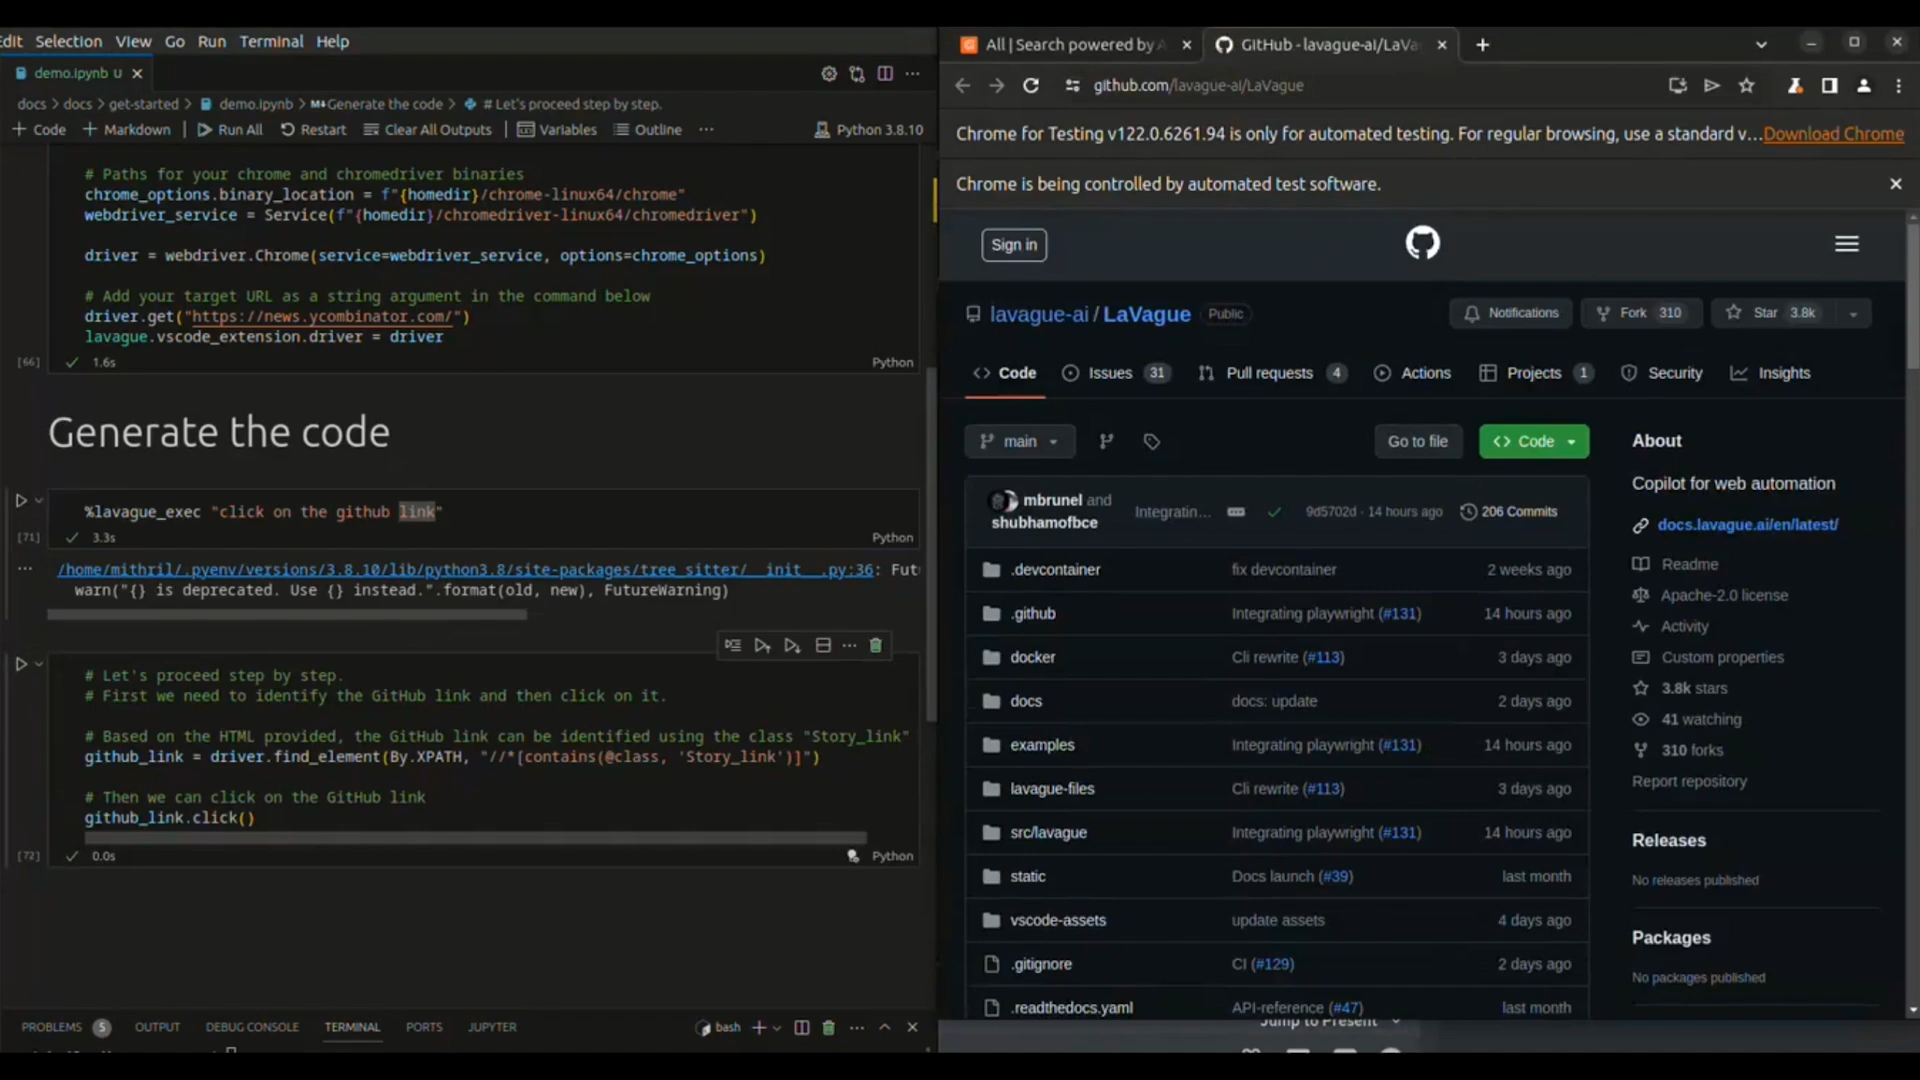 Edit Selection View Go Run Terminal Help
demo.ipynb U
docs > docs > get-started > demo.ipynb > M↓Generate the code > # Let's proceed step by step.
+ Code + Markdown Run All Restart Clear All Outputs Variables Outline ... Python 3.8.10
# Paths for your chrome and chromedriver binaries
chrome_options.binary_location = f"{homedir}/chrome-linux64/chrome"
webdriver_service = Service(f"{homedir}/chromedriver-linux64/chromedriver")
driver = webdriver.Chrome(service=webdriver_service, options=chrome_options)
# Add your target URL as a string argument in the command below
driver.get("https://news.ycombinator.com/")
lavague.vscode_extension.driver = driver
[66] 1.6s Python
Generate the code
%lavague_exec "click on the github link"
[71] 3.3s Python
... /home/mithril/.pyenv/versions/3.8.10/lib/python3.8/site-packages/tree_sitter/__init__.py:36: Fut
warn("{} is deprecated. Use {} instead.".format(old, new), FutureWarning)
# Let's proceed step by step.
# First we need to identify the GitHub link and then click on it.
# Based on the HTML provided, the GitHub link can be identified using the class "Story_link"
github_link = driver.find_element(By.XPATH, "//*[contains(@class, 'Story_link')]")
# Then we can click on the GitHub link
github_link.click()
[72] 0.0s Python
PROBLEMS 5 OUTPUT DEBUG CONSOLE TERMINAL PORTS JUPYTER bash
All | Search powered by A
GitHub - lavague-ai/LaVa
github.com/lavague-ai/LaVague
Chrome for Testing v122.0.6261.94 is only for automated testing. For regular browsing, use a standard v... Download Chrome
Chrome is being controlled by automated test software.
Sign in
lavague-ai / LaVague Public Notifications Fork 310 Star 3.8k
Code Issues 31 Pull requests 4 Actions Projects 1 Security Insights
main Go to file Code
mbrunel and
shubhamofbce Integratin... 9d5702d · 14 hours ago 206 Commits
.devcontainer fix devcontainer 2 weeks ago
.github Integrating playwright (#131) 14 hours ago
docker Cli rewrite (#113) 3 days ago
docs docs: update 2 days ago
examples Integrating playwright (#131) 14 hours ago
lavague-files Cli rewrite (#113) 3 days ago
src/lavague Integrating playwright (#131) 14 hours ago
static Docs launch (#39) last month
vscode-assets update assets 4 days ago
.gitignore CI (#129) 2 days ago
.readthedocs.yaml API-reference (#47) last month
About
Copilot for web automation
docs.lavague.ai/en/latest/
Readme
Apache-2.0 license
Activity
Custom properties
3.8k stars
41 watching
310 forks
Report repository
Releases
No releases published
Packages
No packages published
Jump to Present